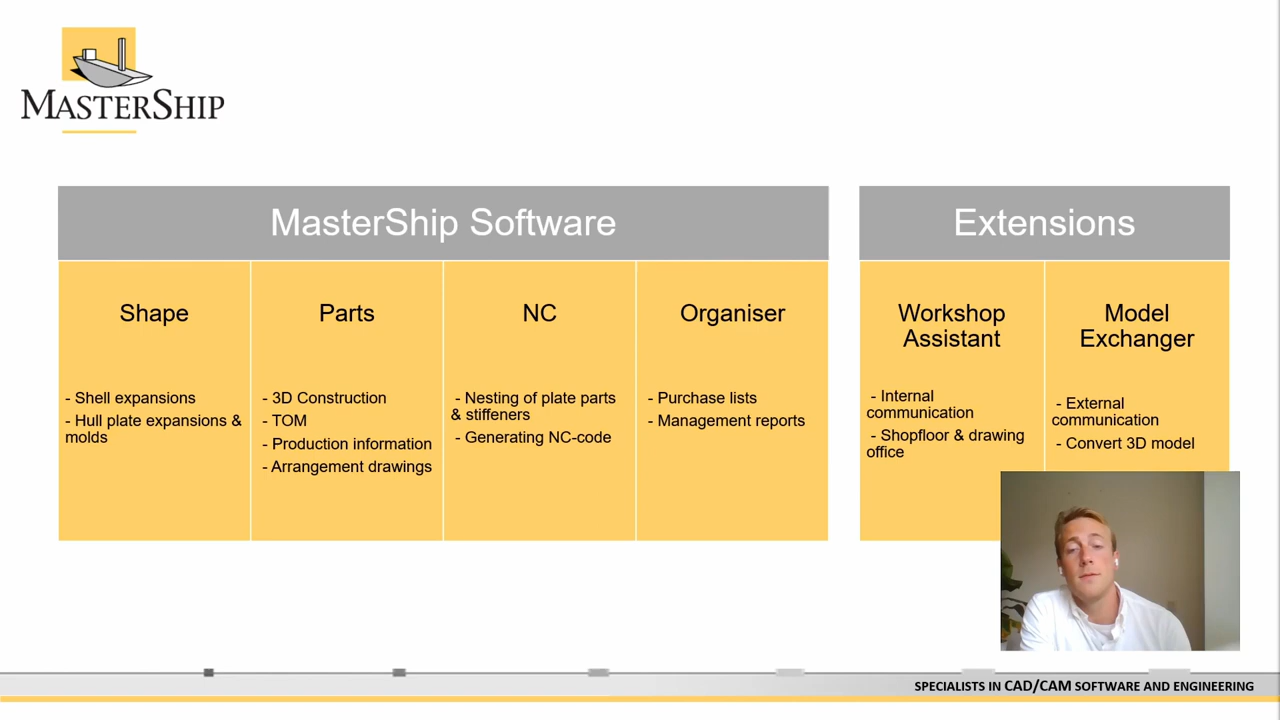 MASTERSHIP
MasterShip Software
Extensions
Shape
Parts
NC
Organiser
Workshop
Assistant
Model
Exchanger
- Shell expansions
- Hull plate expansions &
molds
- 3D Construction
- TOM
- Production information
- Arrangement drawings
- Nesting of plate parts
& stiffeners
- Generating NC-code
- Purchase lists
- Management reports
- Internal
communication
- Shopfloor & drawing
office
- External
communication
- Convert 3D model
SPECIALISTS IN CAD/CAM SOFTWARE AND ENGINEERING